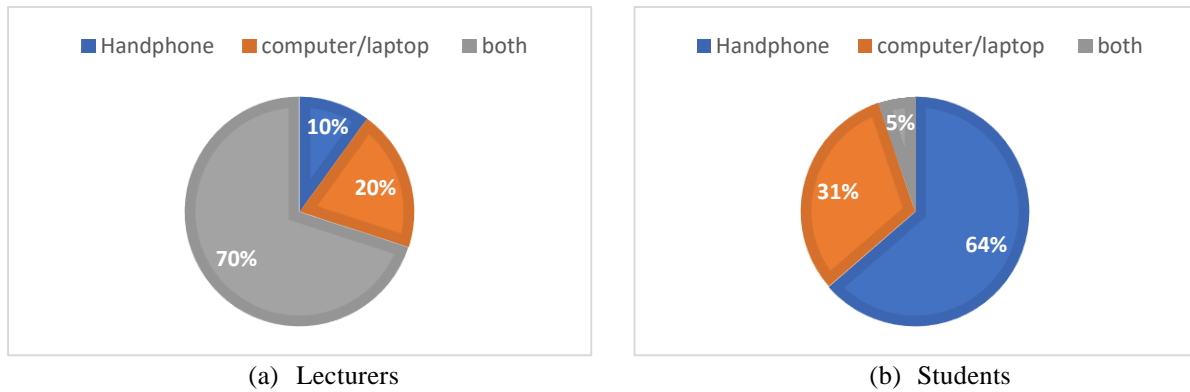 Handphone computer/laptop both
10%
20%
70%
(a) Lecturers
Handphone computer/laptop both
5%
31%
64%
(b) Students